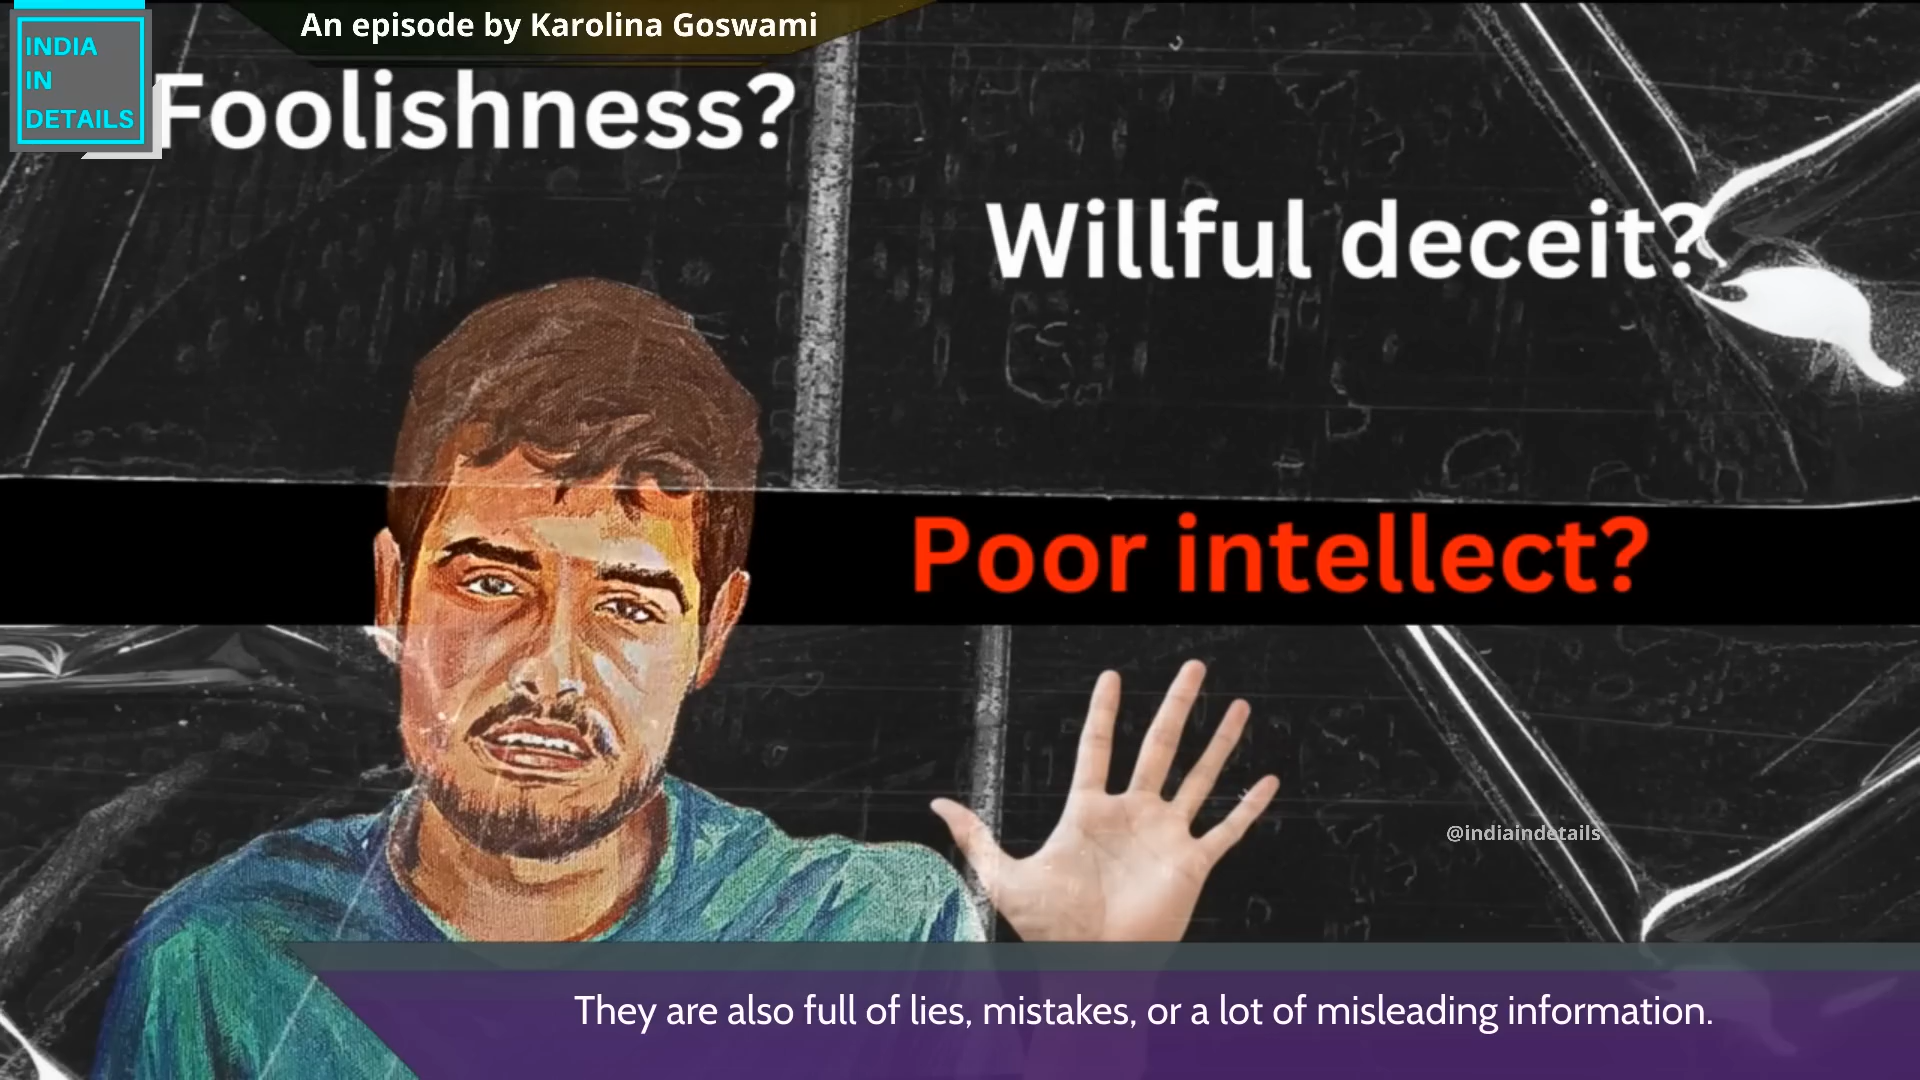 An episode by Karolina Goswami
INDIA
IN
DETAILS
Foolishness?
Willful deceit?
Poor intellect?
@indiaindetails
They are also full of lies, mistakes, or a lot of misleading information.